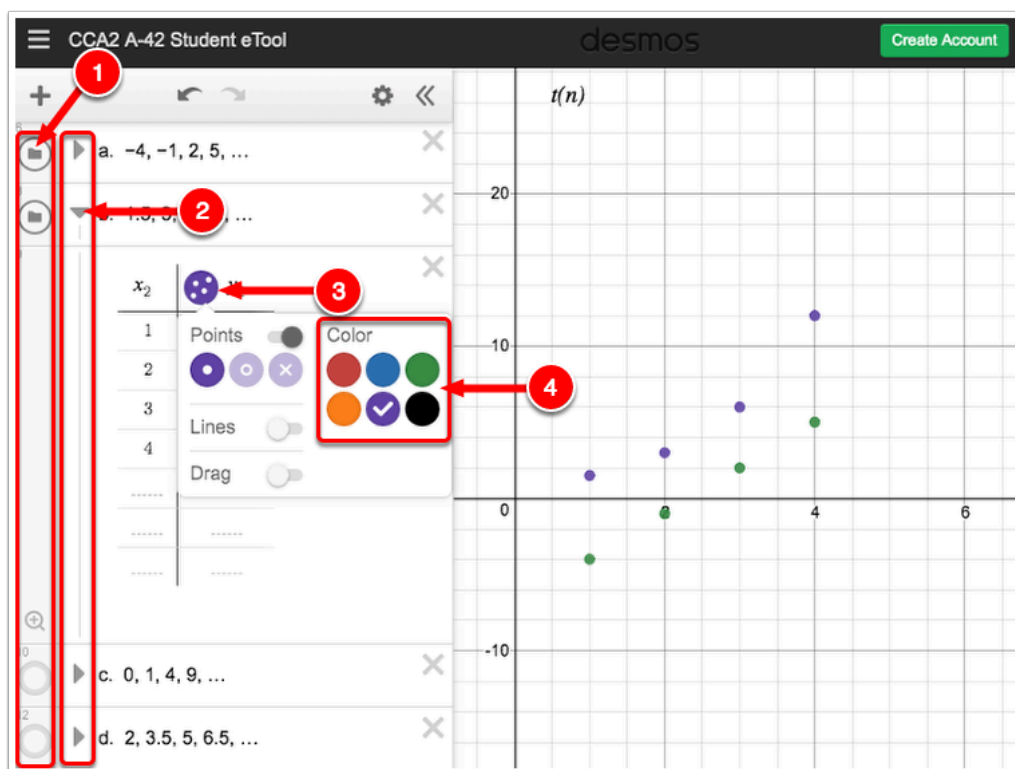 CCA2 A-42 Student eTool
desmos
Create Account
1
t(n)
a. −4, −1, 2, 5, ...
20
2
...
x₂
3
1
Points
Color
10
2
4
3
Lines
4
Drag
0
2
4
6
-10
c. 0, 1, 4, 9, ...
d. 2, 3.5, 5, 6.5, ...